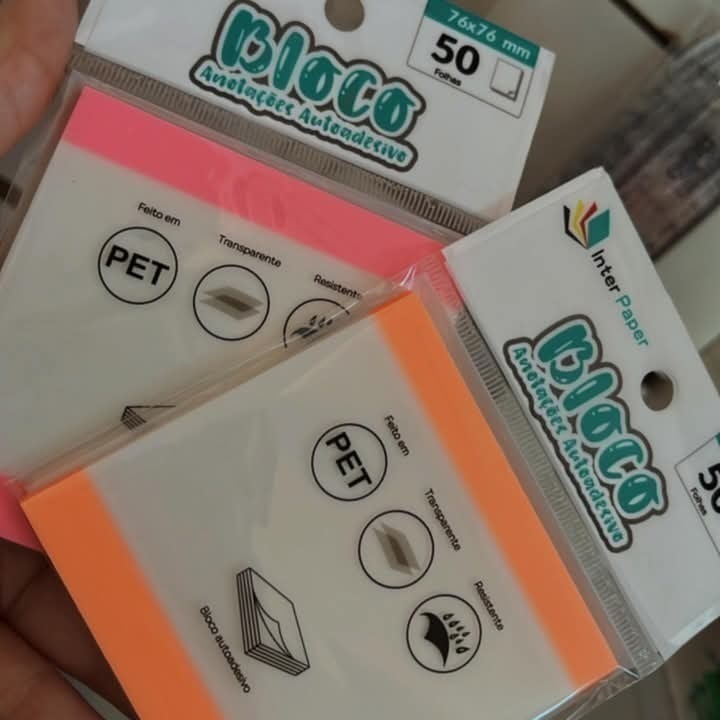 76x76 mm
50
Folhas
Bloco
Anotações Autoadesivo
Feito em
PET
Transparente
Resistente
Inter Paper
Bloco
Anotações Autoadesivo
50
Folhas
Feito em
PET
Transparente
Resistente
Bloco autoadesivo